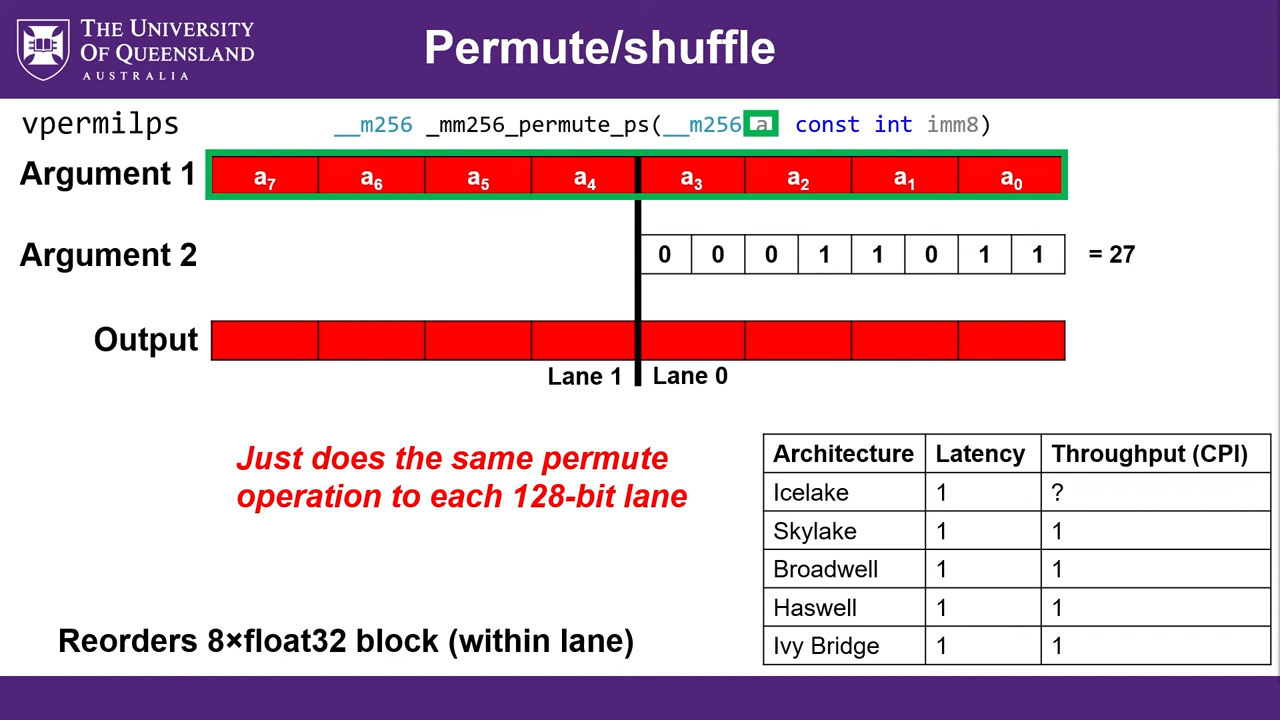 THE UNIVERSITY
OF QUEENSLAND
AUSTRALIA
Permute/shuffle
vpermilps
__m256 _mm256_permute_ps(__m256 a const int imm8)
Argument 1 a7 a6 a5 a4 a3 a2 a1 a0
Argument 2 0 0 0 1 1 0 1 1 = 27
Output
Lane 1 Lane 0
Just does the same permute
operation to each 128-bit lane
Architecture Latency Throughput (CPI)
Icelake 1 ?
Skylake 1 1
Broadwell 1 1
Haswell 1 1
Ivy Bridge 1 1
Reorders 8×float32 block (within lane)